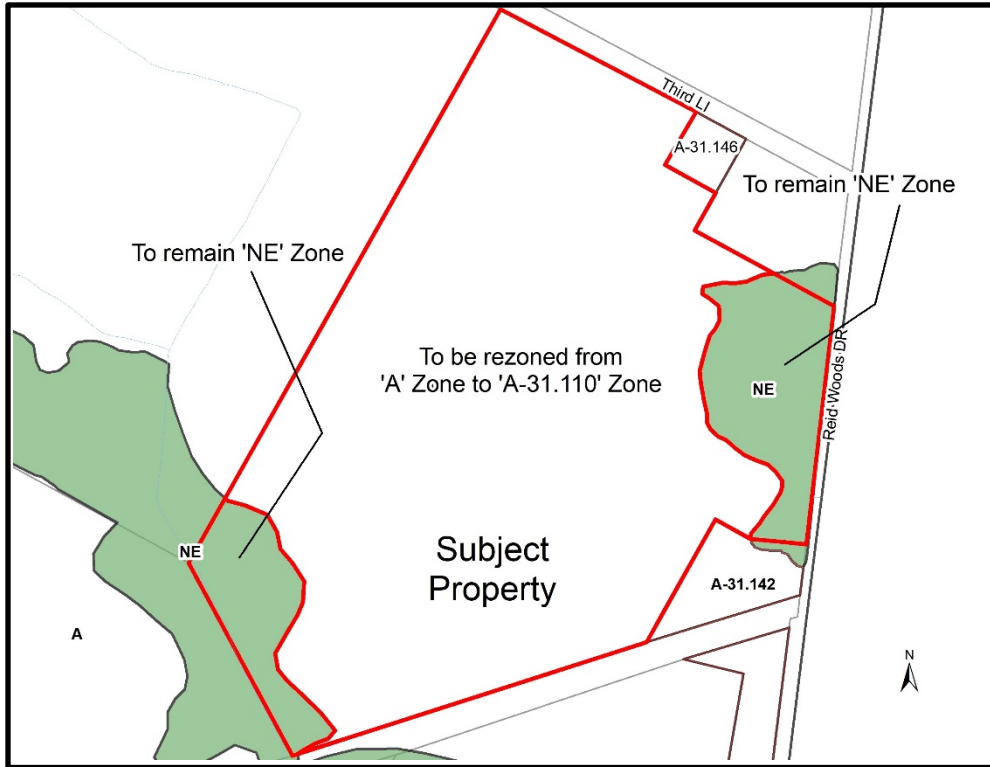 Third LI
A-31.146
To remain 'NE' Zone
To remain 'NE' Zone
To be rezoned from
'A' Zone to 'A-31.110' Zone
NE
Reid Woods DR
NE
Subject
Property
A-31.142
A
N